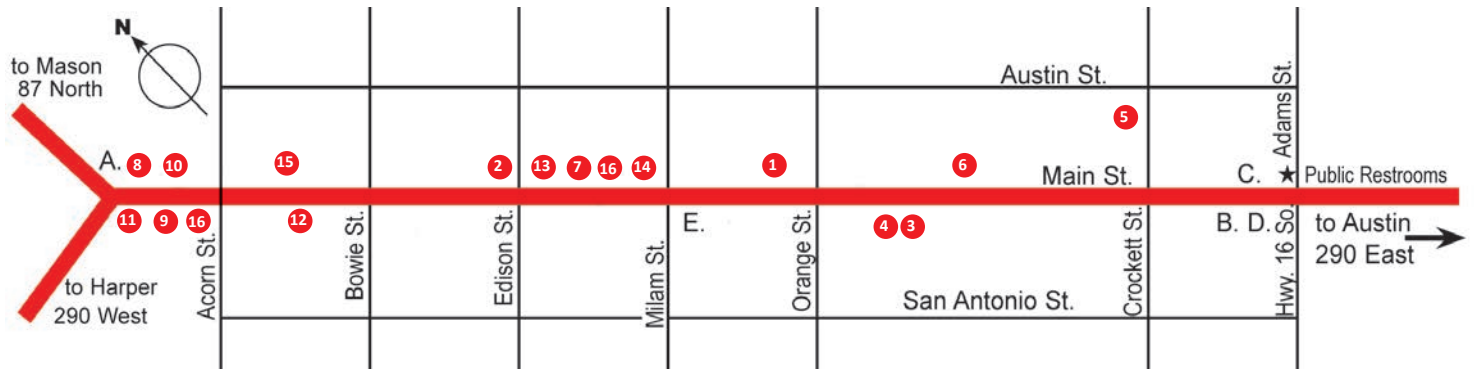 N
to Mason
87 North
Austin St.
Adams St.
5
A.
8
10
15
2
13
7
16
14
1
6
Main St.
C.
★ Public Restrooms
11
9
16
12
E.
4
3
B. D.
to Austin
290 East
to Harper
290 West
Acorn St.
Bowie St.
Edison St.
Milam St.
Orange St.
San Antonio St.
Crockett St.
Hwy. 16 So.